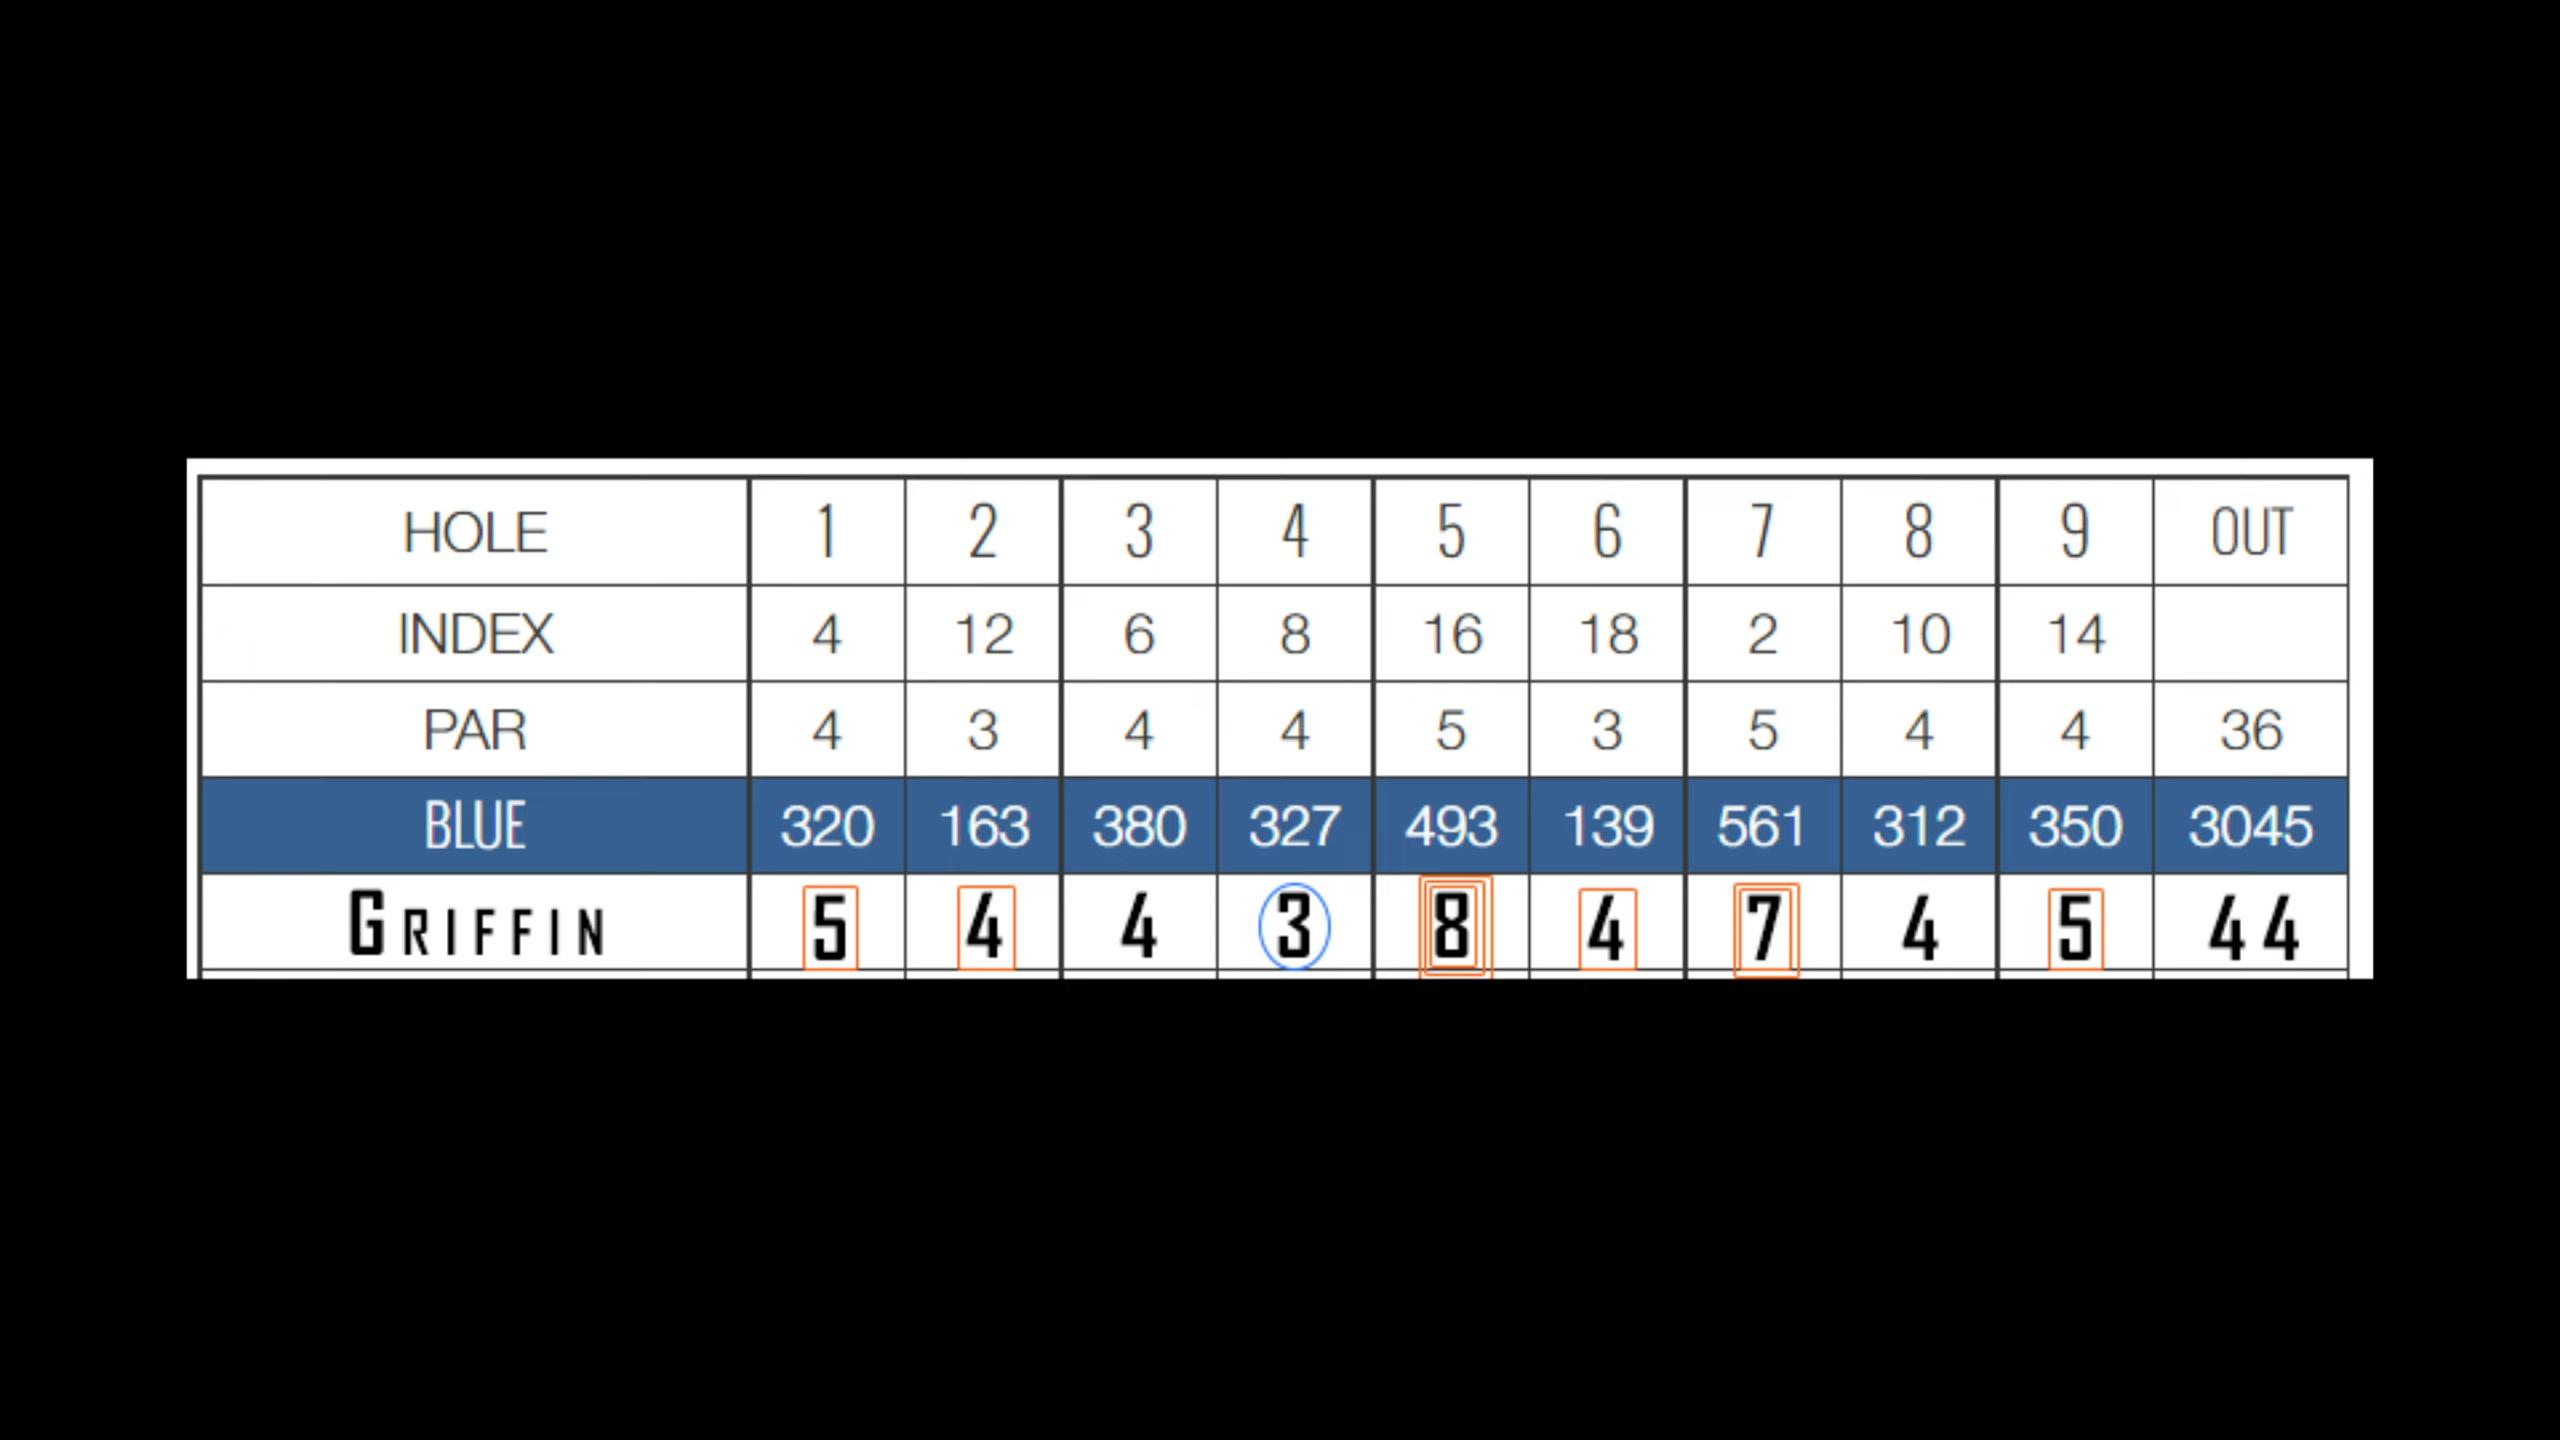 HOLE 1 2 3 4 5 6 7 8 9 OUT
INDEX 4 12 6 8 16 18 2 10 14
PAR 4 3 4 4 5 3 5 4 4 36
BLUE 320 163 380 327 493 139 561 312 350 3045
GRIFFIN 5 4 4 3 8 4 7 4 5 44